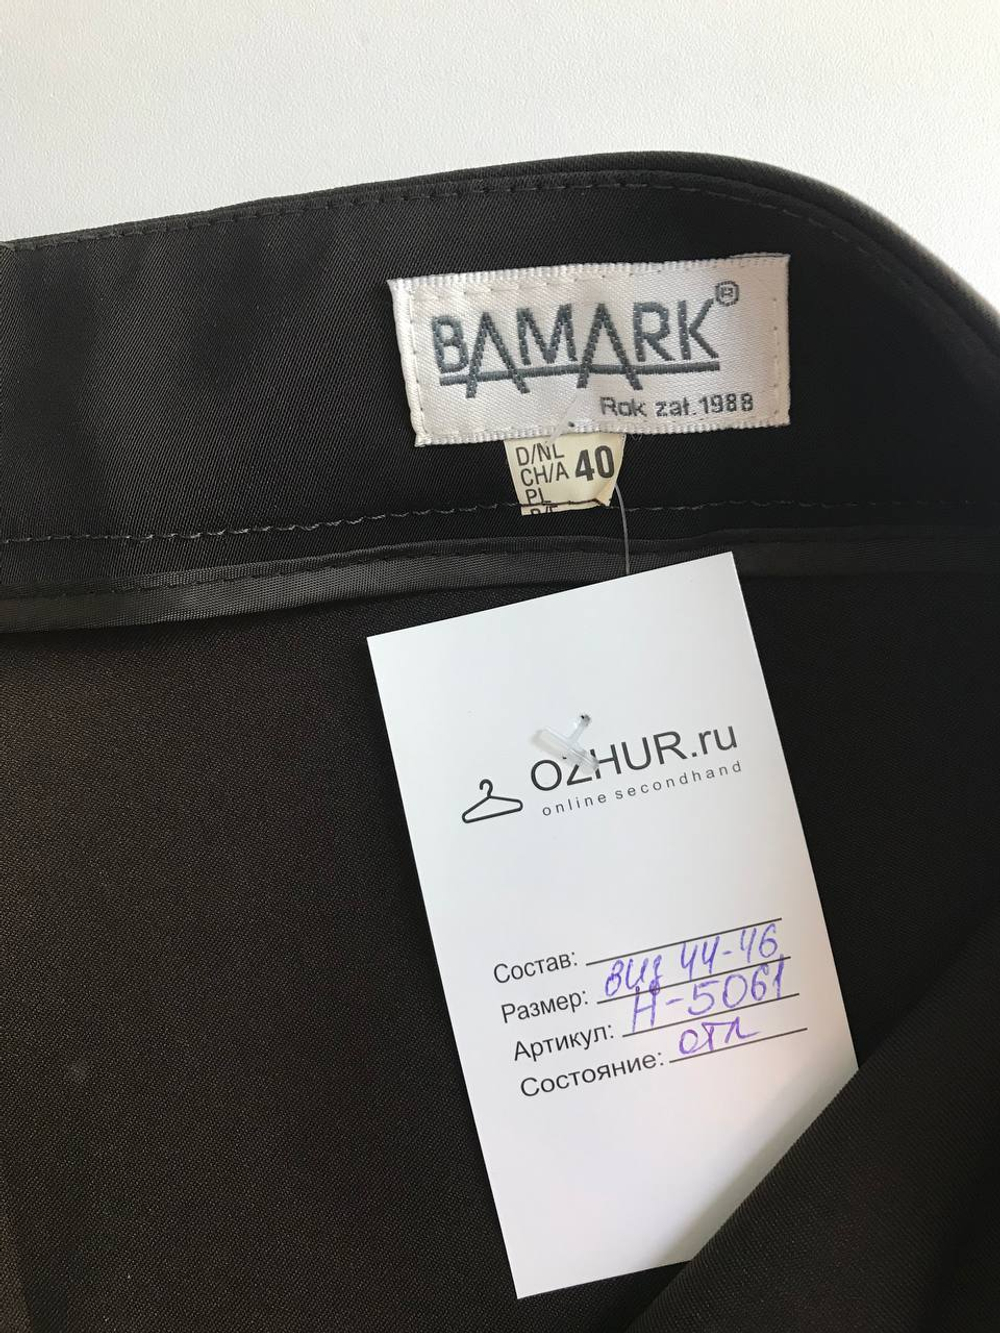 BAMARK®
Rok zał.1988
D/NL
CH/A 40
PL
OZHUR.ru
online secondhand
Состав:
Размер: виз 44-46
Артикул: Н-5061
Состояние: отл